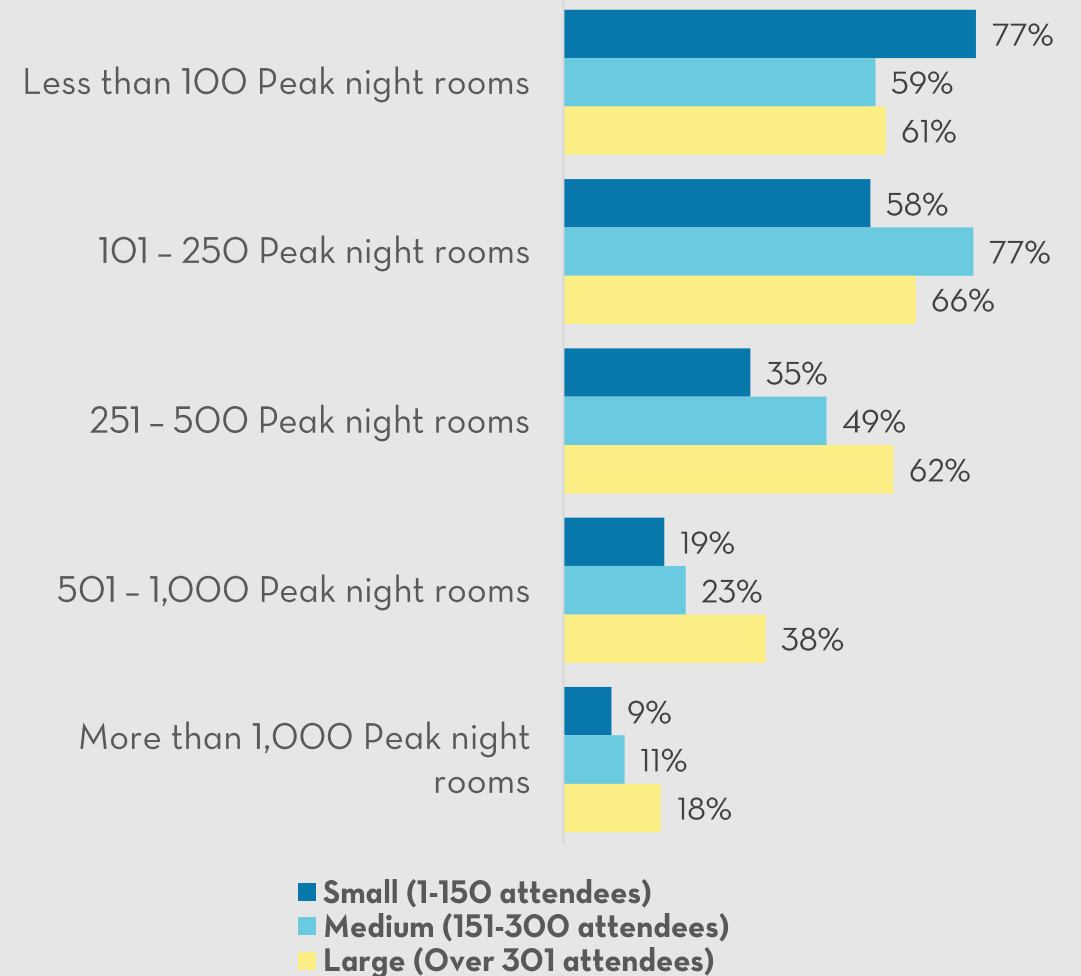 77%
Less than 100 Peak night rooms
59%
61%
58%
101 – 250 Peak night rooms
77%
66%
35%
251 – 500 Peak night rooms
49%
62%
19%
501 – 1,000 Peak night rooms
23%
38%
9%
More than 1,000 Peak night
rooms
11%
18%
Small (1-150 attendees)
Medium (151-300 attendees)
Large (Over 301 attendees)